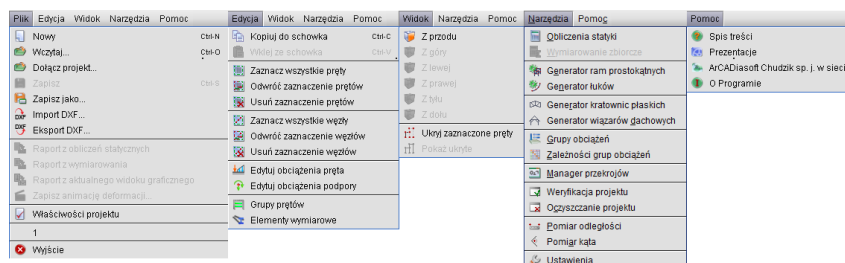 Plik Edycja Widok Narzędzia Pomoc
Nowy Ctrl-N
Wczytaj... Ctrl-O
Dołącz projekt...
Zapisz Ctrl-S
Zapisz jako...
Import DXF...
Eksport DXF...
Raport z obliczeń statycznych
Raport z wymiarowania
Raport z aktualnego widoku graficznego
Zapisz animację deformacji...
Właściwości projektu
1
Wyjście
Edycja Widok Narzędzia Pomoc
Kopiuj do schowka Ctrl-C
Wklej ze schowka Ctrl-V
Zaznacz wszystkie pręty
Odwróć zaznaczenie prętów
Usuń zaznaczenie prętów
Zaznacz wszystkie węzły
Odwróć zaznaczenie węzłów
Usuń zaznaczenie węzłów
Edytuj obciążenia pręta
Edytuj obciążenia podpory
Grupy prętów
Elementy wymiarowe
Widok Narzędzia Pomoc
Z przodu
Z góry
Z lewej
Z prawej
Z tyłu
Z dołu
Ukryj zaznaczone pręty
Pokaż ukryte
Narzędzia Pomoc
Obliczenia statyki
Wymiarowanie zbiorcze
Generator ram prostokątnych
Generator łuków
Generator kratownic płaskich
Generator wiązarów dachowych
Grupy obciążeń
Zależności grup obciążeń
Manager przekrojów
Weryfikacja projektu
Oczyszczanie projektu
Pomiar odległości
Pomiar kąta
Ustawienia
Pomoc
Spis treści
Prezentacje
ArCADiasoft Chudzik sp. j. w sieci
O Programie